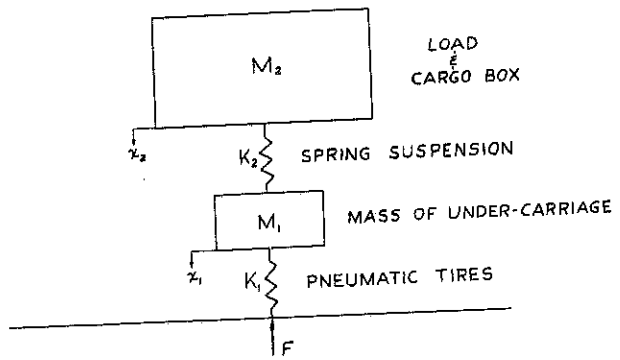 M₂
LOAD
&
CARGO BOX
x₂
K₂
SPRING SUSPENSION
M₁
MASS OF UNDER-CARRIAGE
x₁
K₁
PNEUMATIC TIRES
F